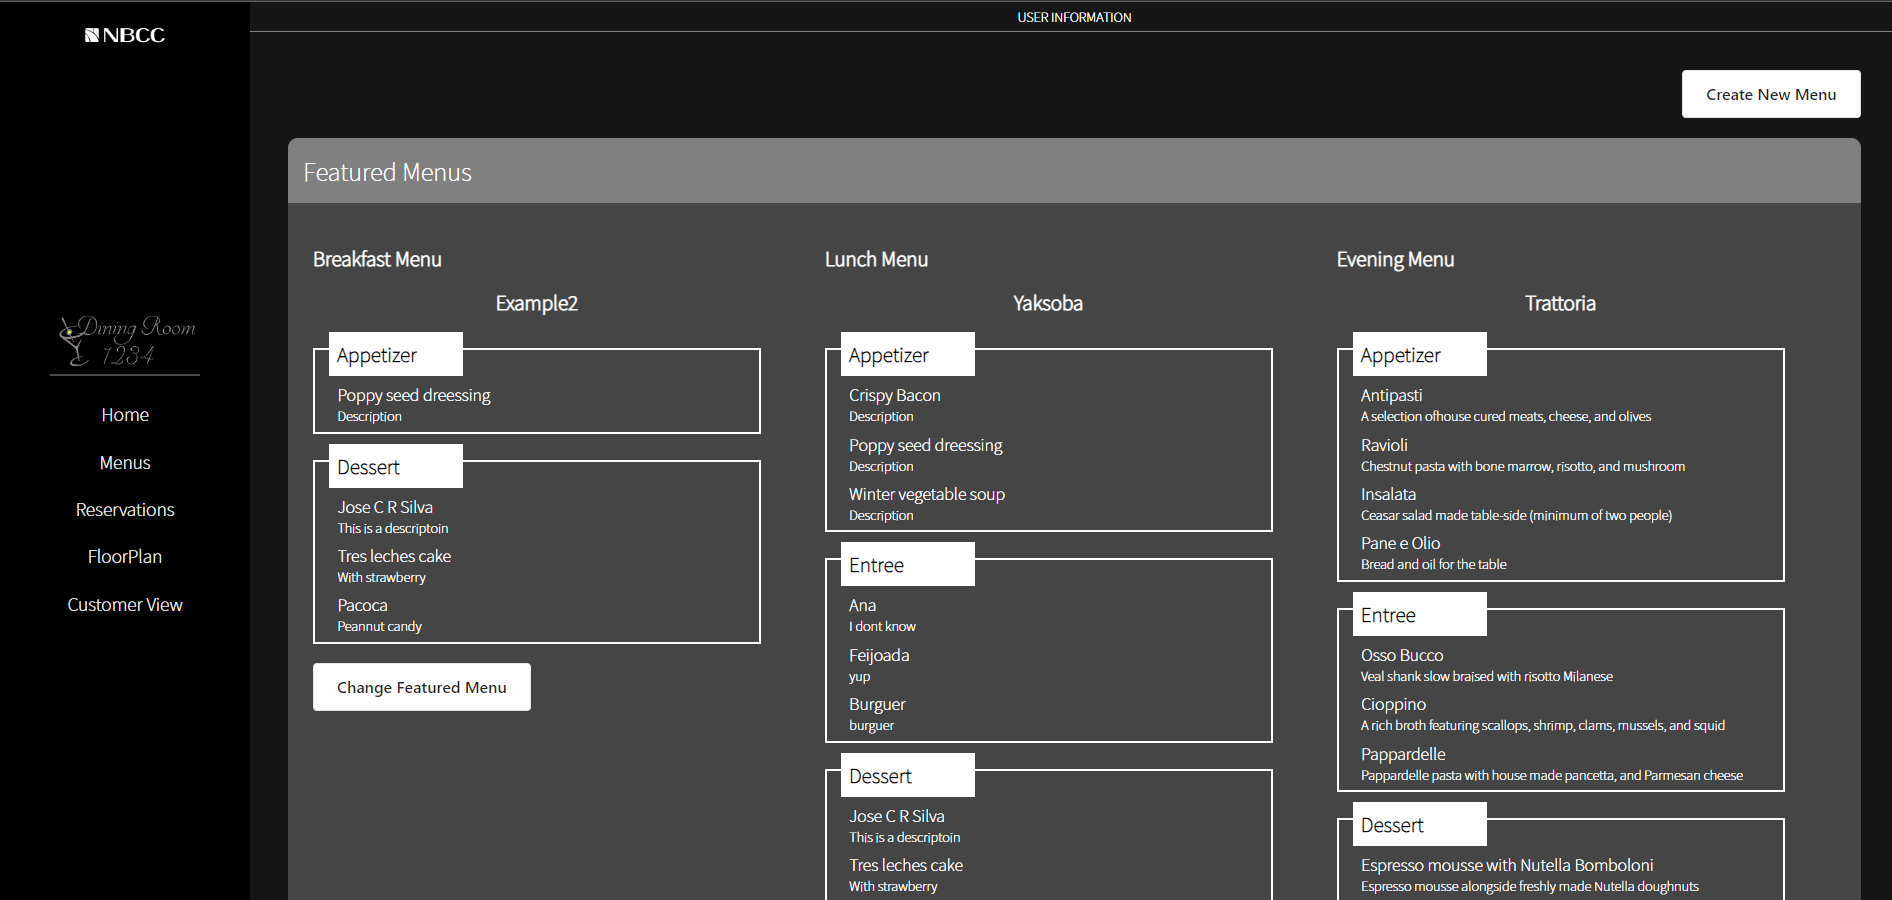 NBCC
USER INFORMATION
Create New Menu
Dining Room
1234
Home
Menus
Reservations
FloorPlan
Customer View
Featured Menus
Breakfast Menu
Example2
Appetizer
Poppy seed dreessing
Description
Dessert
Jose C R Silva
This is a descriptoin
Tres leches cake
With strawberry
Pacoca
Peannut candy
Change Featured Menu
Lunch Menu
Yaksoba
Appetizer
Crispy Bacon
Description
Poppy seed dreessing
Description
Winter vegetable soup
Description
Entree
Ana
I dont know
Feijoada
yup
Burguer
burguer
Dessert
Jose C R Silva
This is a descriptoin
Tres leches cake
With strawberry
Evening Menu
Trattoria
Appetizer
Antipasti
A selection ofhouse cured meats, cheese, and olives
Ravioli
Chestnut pasta with bone marrow, risotto, and mushroom
Insalata
Ceasar salad made table-side (minimum of two people)
Pane e Olio
Bread and oil for the table
Entree
Osso Bucco
Veal shank slow braised with risotto Milanese
Cioppino
A rich broth featuring scallops, shrimp, clams, mussels, and squid
Pappardelle
Pappardelle pasta with house made pancetta, and Parmesan cheese
Dessert
Espresso mousse with Nutella Bomboloni
Espresso mousse alongside freshly made Nutella doughnuts